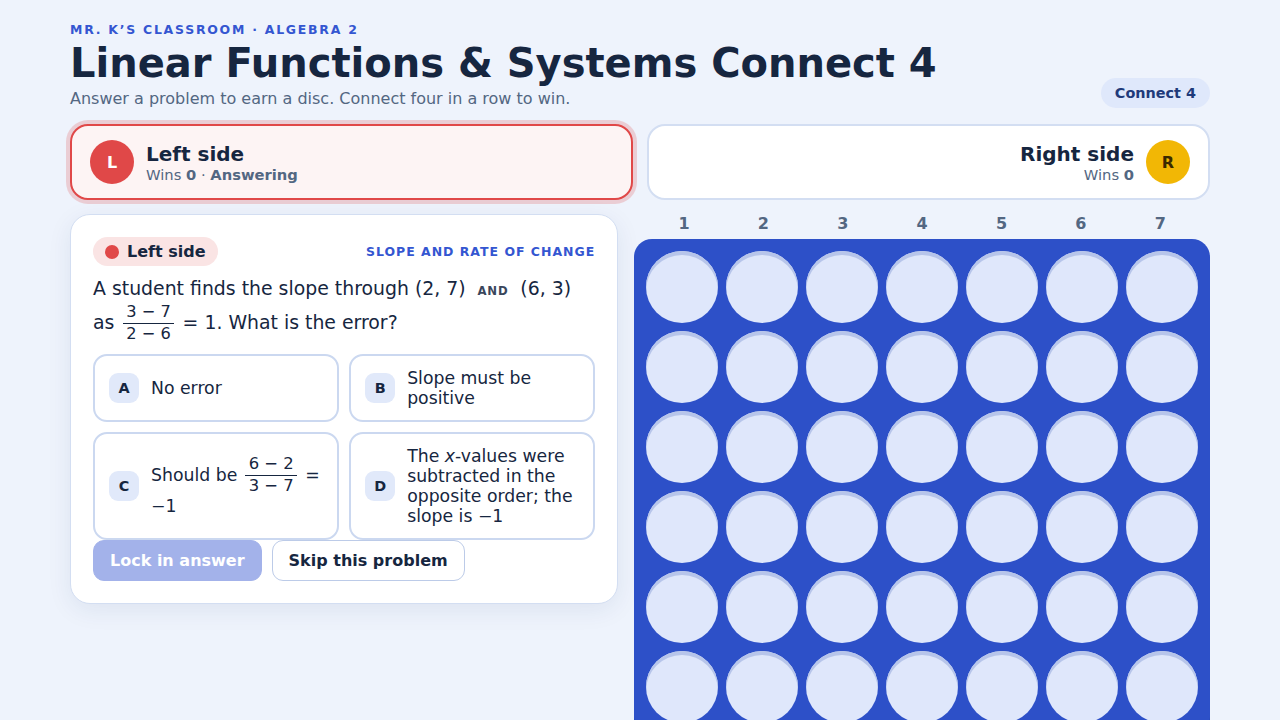 MR. K’S CLASSROOM · ALGEBRA 2
Linear Functions & Systems Connect 4
Answer a problem to earn a disc. Connect four in a row to win.
Connect 4
L
Left side
Wins 0 · Answering
Right side
Wins 0
R
Left side
SLOPE AND RATE OF CHANGE
A student finds the slope through (2, 7) AND (6, 3)
as (3 − 7)/(2 − 6) = 1. What is the error?
A
No error
B
Slope must be
positive
C
Should be (6 − 2)/(3 − 7) =
−1
D
The x-values were
subtracted in the
opposite order; the
slope is −1
Lock in answer
Skip this problem
1 2 3 4 5 6 7